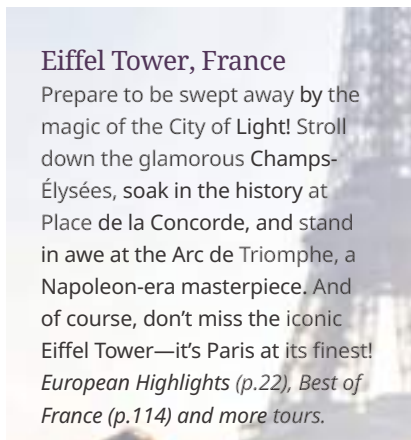 Eiffel Tower, France
Prepare to be swept away by the
magic of the City of Light! Stroll
down the glamorous Champs-
Élysées, soak in the history at
Place de la Concorde, and stand
in awe at the Arc de Triomphe, a
Napoleon-era masterpiece. And
of course, don’t miss the iconic
Eiffel Tower—it’s Paris at its finest!
European Highlights (p.22), Best of
France (p.114) and more tours.